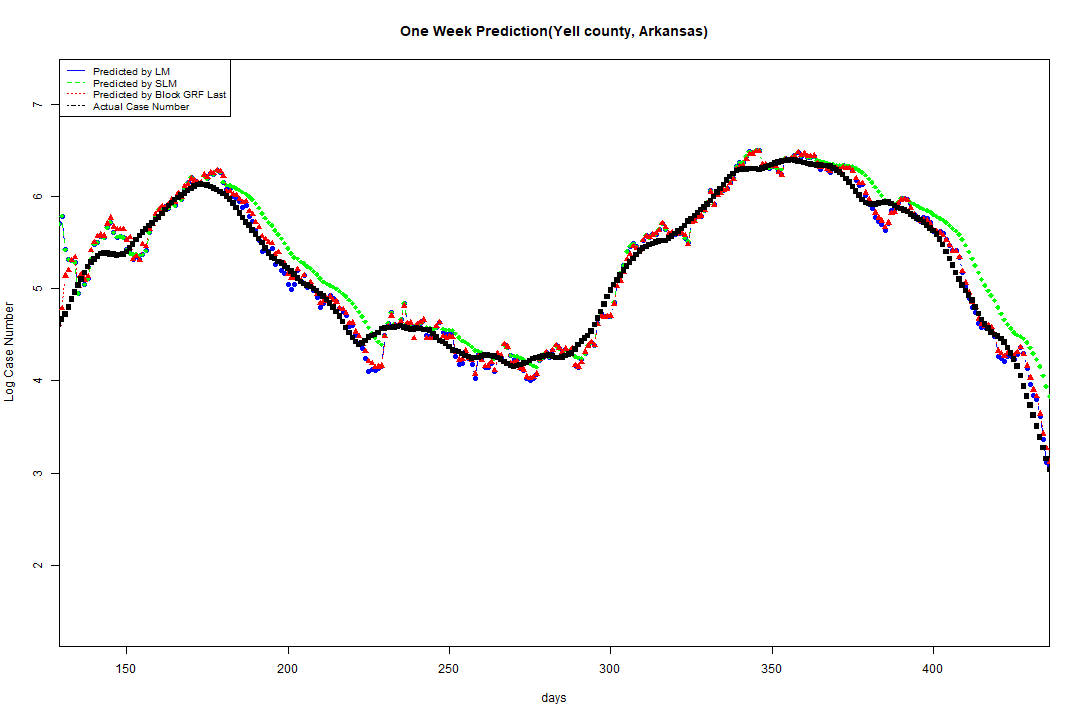 One Week Prediction(Yell county, Arkansas)
Predicted by LM
Predicted by SLM
Predicted by Block GRF Last
Actual Case Number
7
6
5
4
3
2
Log Case Number
150 200 250 300 350 400
days